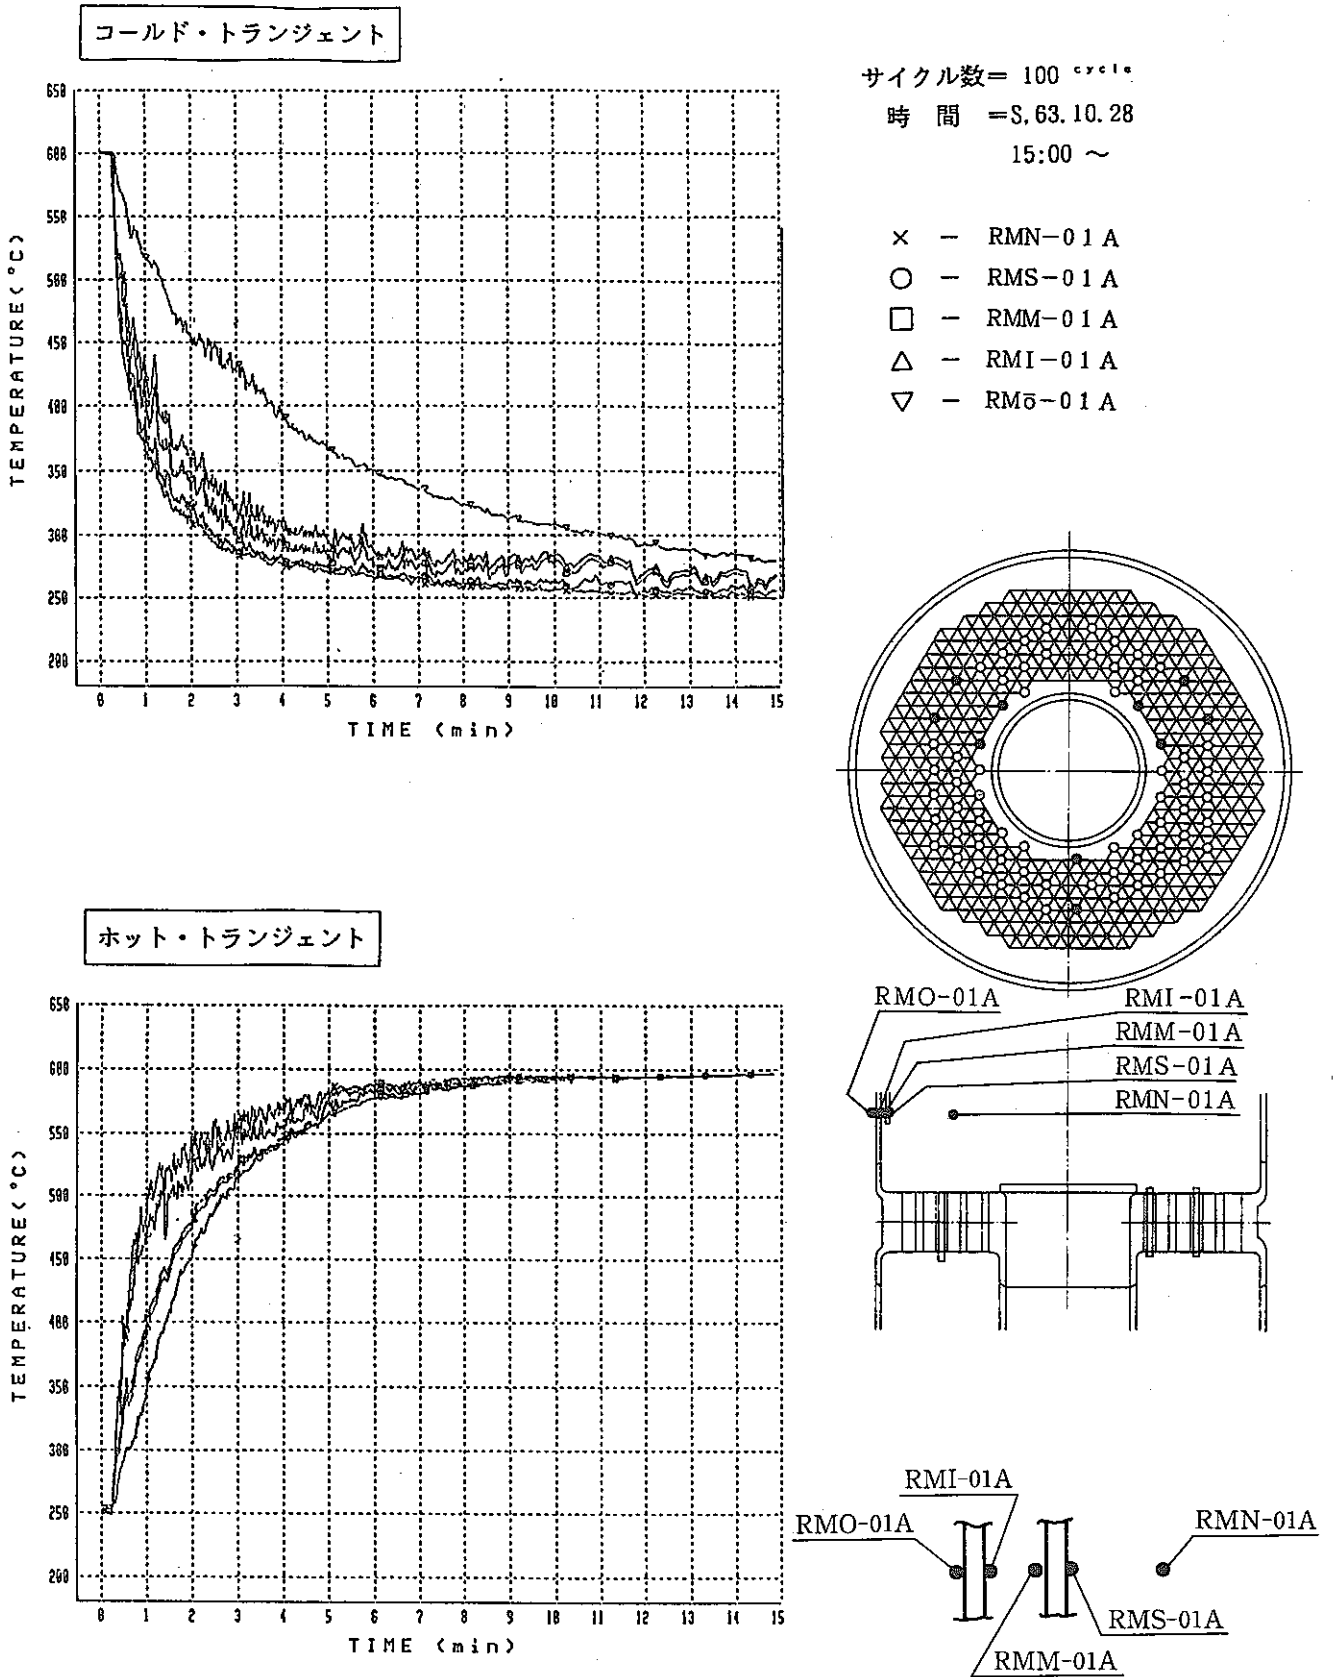 コールド・トランジェント
650
600
550
500
450
400
350
300
250
200
TEMPERATURE(°C)
0 1 2 3 4 5 6 7 8 9 10 11 12 13 14 15
TIME (min)
サイクル数= 100 cycle
時 間 =S,63.10.28
15:00 ～
× － RMN-01A
○ － RMS-01A
□ － RMM-01A
△ － RMI-01A
▽ － RMō-01A
ホット・トランジェント
650
600
550
500
450
400
350
300
250
200
TEMPERATURE(°C)
0 1 2 3 4 5 6 7 8 9 10 11 12 13 14 15
TIME (min)
RMO-01A
RMI-01A
RMM-01A
RMS-01A
RMN-01A
RMI-01A
RMO-01A
RMN-01A
RMS-01A
RMM-01A